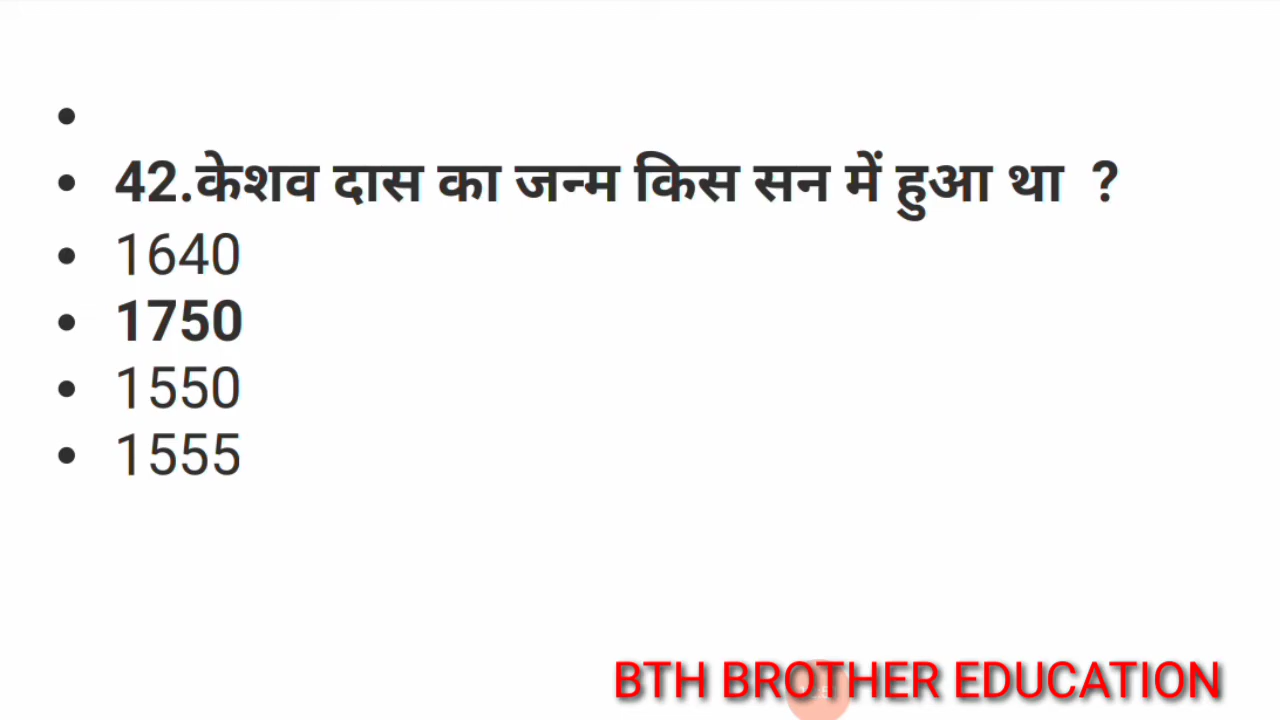 42.केशव दास का जन्म किस सन में हुआ था ?
1640
1750
1550
1555
BTH BROTHER EDUCATION